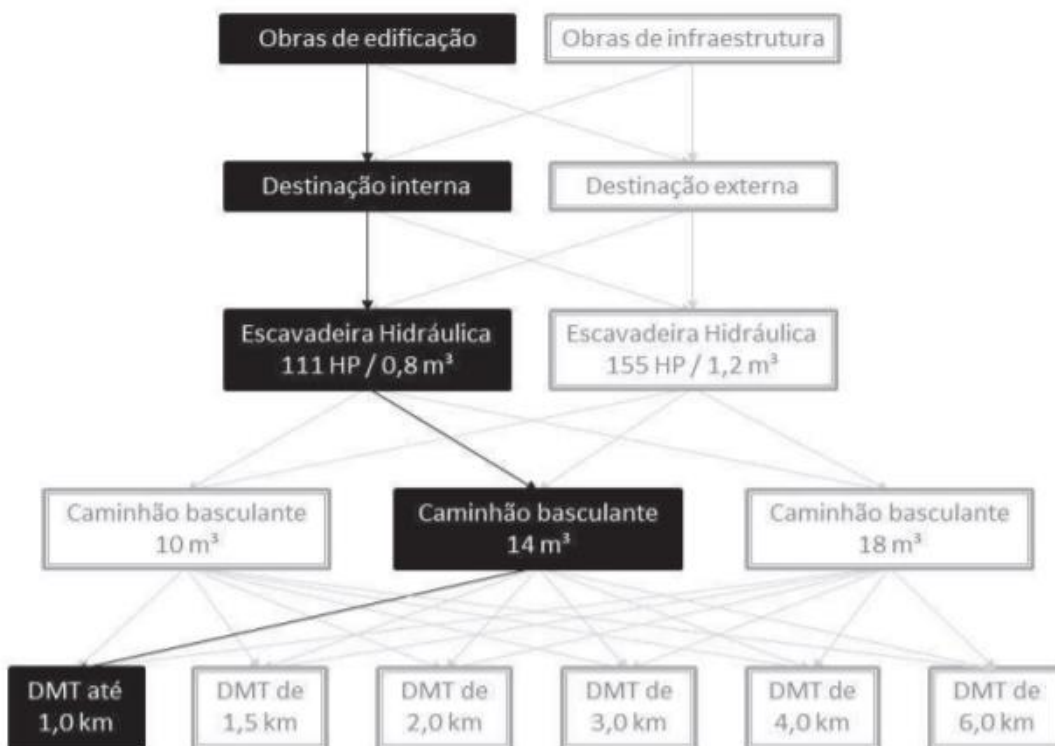 Obras de edificação
Obras de infraestrutura
Destinação interna
Destinação externa
Escavadeira Hidráulica
111 HP / 0,8 m³
Escavadeira Hidráulica
155 HP / 1,2 m³
Caminhão basculante
10 m³
Caminhão basculante
14 m³
Caminhão basculante
18 m³
DMT até
1,0 km
DMT de
1,5 km
DMT de
2,0 km
DMT de
3,0 km
DMT de
4,0 km
DMT de
6,0 km